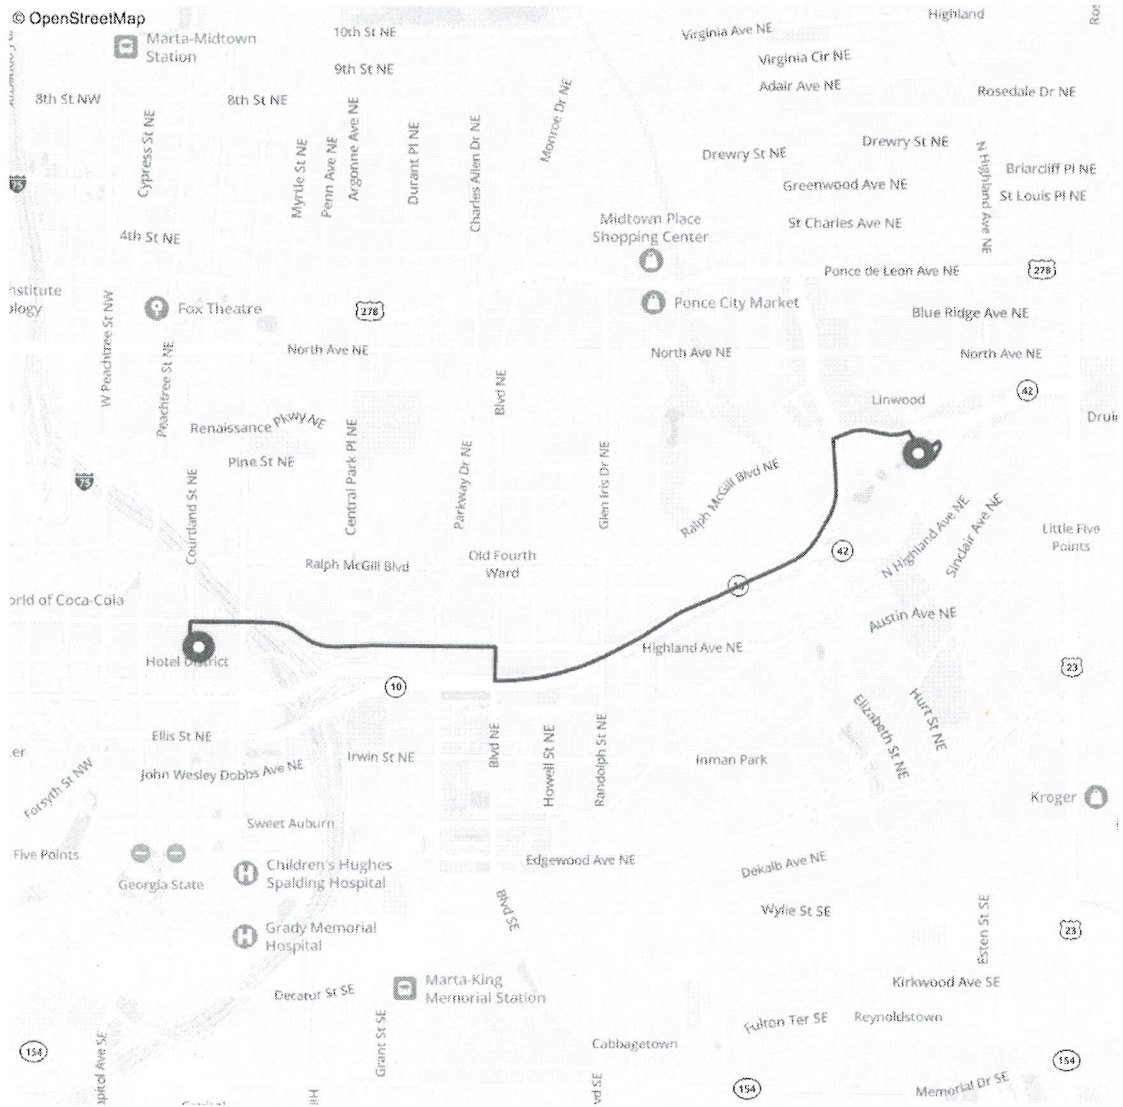 © OpenStreetMap
Highland
10th St NE
Virginia Ave NE
Marta-Midtown
Station
Virginia Cir NE
9th St NE
Adair Ave NE
Rosedale Dr NE
8th St NW
8th St NE
Cypress St NE
Myrtle St NE
Penn Ave NE
Argonne Ave NE
Durant Pl NE
Charles Allen Dr NE
Monroe Dr NE
Drewry St NE
Drewry St NE
N Highland Ave NE
Briarcliff Pl NE
Greenwood Ave NE
St Louis Pl NE
75
Midtown Place
Shopping Center
St Charles Ave NE
4th St NE
Ponce de Leon Ave NE
278
nstitute
ology
W Peachtree St NW
Fox Theatre
278
Ponce City Market
Blue Ridge Ave NE
Peachtree St NE
North Ave NE
North Ave NE
North Ave NE
Blvd NE
42
Linwood
Renaissance Pkwy NE
Central Park Pl NE
Pine St NE
Parkway Dr NE
Glen Iris Dr NE
Ralph McGill Blvd NE
75
Courtland St NE
N Highland Ave NE
Sinclair Ave NE
Little Five
Points
42
Old Fourth
Ward
Ralph McGill Blvd
orld of Coca-Cola
Austin Ave NE
Highland Ave NE
Hotel District
23
10
Elizabeth St NE
Hurt St NE
Ellis St NE
Blvd NE
Howell St NE
Randolph St NE
Irwin St NE
Inman Park
John Wesley Dobbs Ave NE
Forsyth St NW
er
Kroger
Sweet Auburn
Five Points
Edgewood Ave NE
Dekalb Ave NE
Children's Hughes
Spalding Hospital
Georgia State
Blvd SE
Wylie St SE
Esten St SE
23
Grady Memorial
Hospital
Kirkwood Ave SE
Marta-King
Memorial Station
Decatur St SE
Fulton Ter SE
Reynoldstown
Grant St SE
Cabbagetown
154
154
154
apitol Ave SE
vd SE
Memorial Dr SE